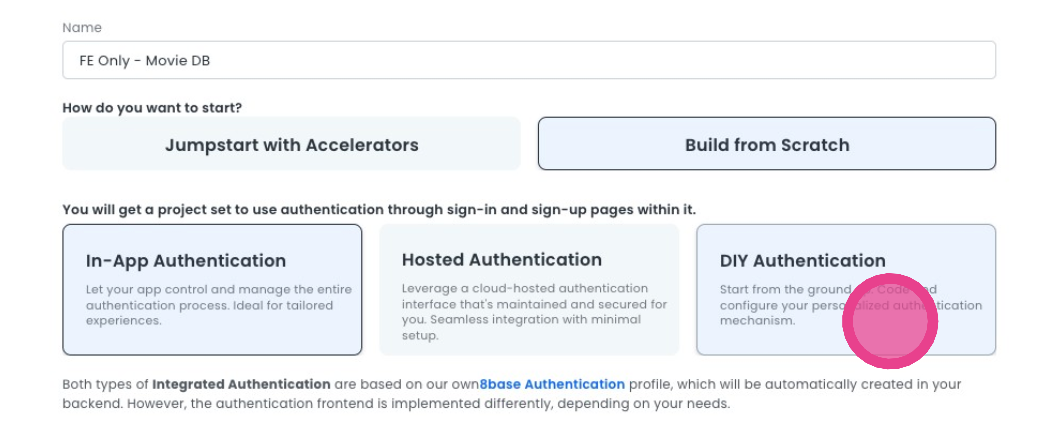 Name
FE Only - Movie DB
How do you want to start?
Jumpstart with Accelerators
Build from Scratch
You will get a project set to use authentication through sign-in and sign-up pages within it.
In-App Authentication
Let your app control and manage the entire
authentication process. Ideal for tailored
experiences.
Hosted Authentication
Leverage a cloud-hosted authentication
interface that's maintained and secured for
you. Seamless integration with minimal
setup.
DIY Authentication
Start from the ground up. Code and
configure your personalized authentication
mechanism.
Both types of Integrated Authentication are based on our own8base Authentication profile, which will be automatically created in your
backend. However, the authentication frontend is implemented differently, depending on your needs.